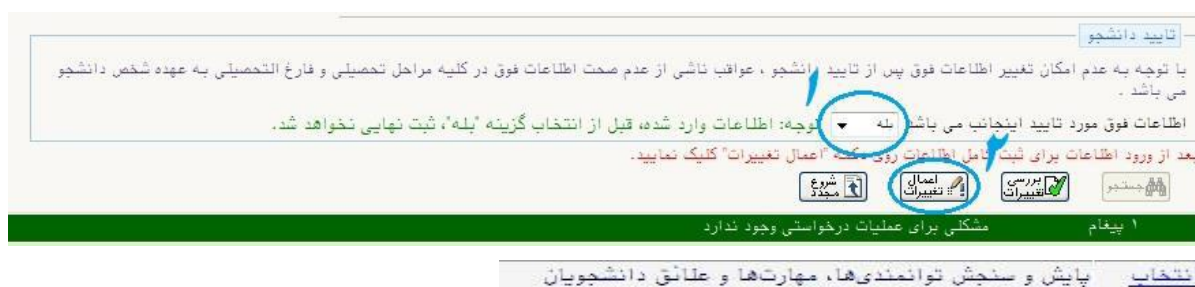 تایید دانشجو
با توجه به عدم امکان تغییر اطلاعات فوق پس از تایید دانشجو ، عواقب ناشی از عدم صحت اطلاعات فوق در کلیه مراحل تحصیلی و فارغ التحصیلی به عهده شخص دانشجو
می باشد .
اطلاعات فوق مورد تایید اینجانب می باشد بله توجه: اطلاعات وارد شده، قبل از انتخاب گزینه "بله"، ثبت نهایی نخواهد شد.
بعد از ورود اطلاعات برای ثبت کامل اطلاعات روی دکمه "اعمال تغییرات" کلیک نمایید.
جستجو بررسی تغییرات اعمال تغییرات شروع مجدد
۱ پیغام مشکلی برای عملیات درخواستی وجود ندارد
انتخاب پایش و سنجش توانمندی‌ها، مهارت‌ها و علائق دانشجویان
۱
۲